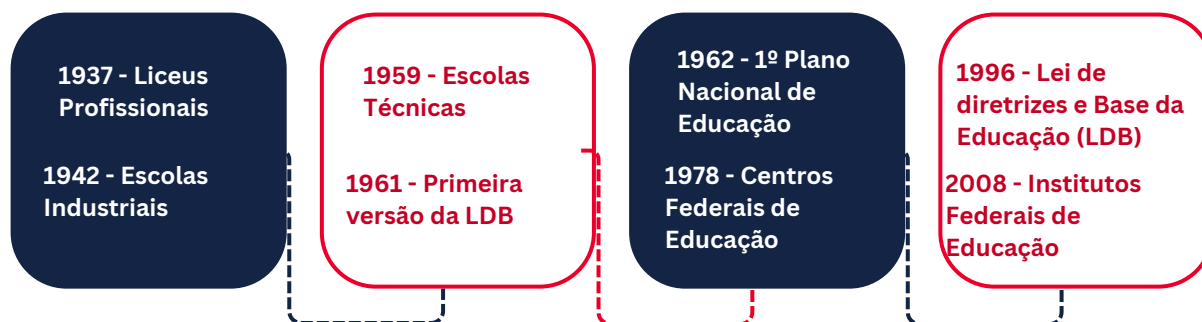 1937 - Liceus
Profissionais
1942 - Escolas
Industriais
1959 - Escolas
Técnicas
1961 - Primeira
versão da LDB
1962 - 1º Plano
Nacional de
Educação
1978 - Centros
Federais de
Educação
1996 - Lei de
diretrizes e Base da
Educação (LDB)
2008 - Institutos
Federais de
Educação